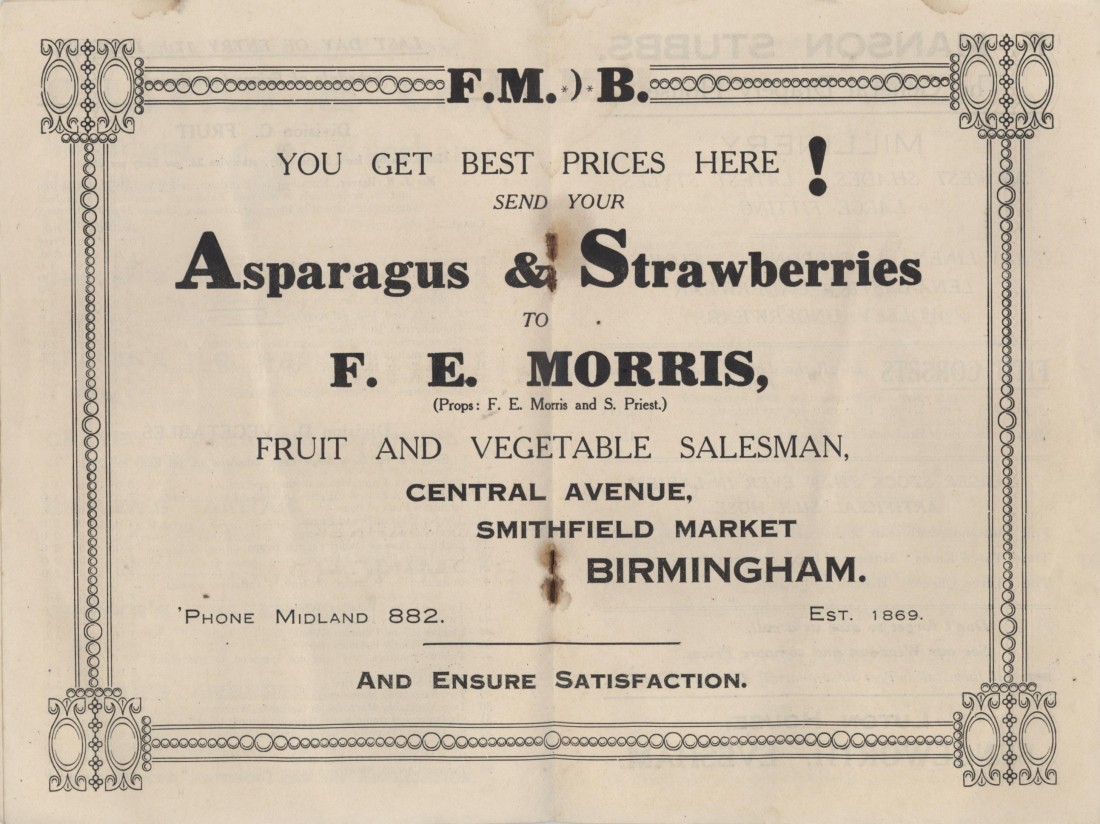 F.M.*)*B.
YOU GET BEST PRICES HERE !
SEND YOUR
Asparagus & Strawberries
TO
F. E. MORRIS,
(Props: F. E. Morris and S. Priest.)
FRUIT AND VEGETABLE SALESMAN,
CENTRAL AVENUE,
SMITHFIELD MARKET
BIRMINGHAM.
'PHONE MIDLAND 882. EST. 1869.
AND ENSURE SATISFACTION.